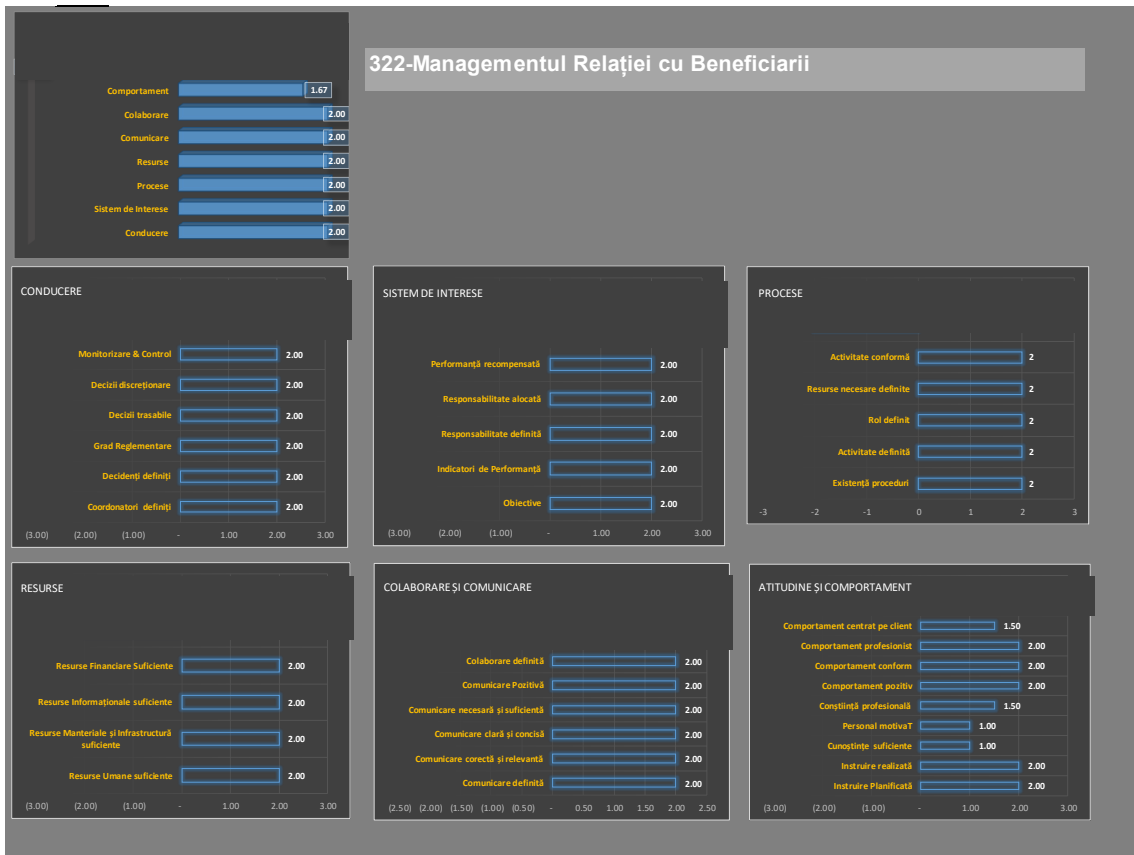 322-Managementul Relației cu Beneficiarii
Comportament 1.67
Colaborare 2.00
Comunicare 2.00
Resurse 2.00
Procese 2.00
Sistem de Interese 2.00
Conducere 2.00
CONDUCERE
Monitorizare & Control 2.00
Decizii discreționare 2.00
Decizii trasabile 2.00
Grad Reglementare 2.00
Decidenți definiți 2.00
Coordonatori definiți 2.00
(3.00) (2.00) (1.00) - 1.00 2.00 3.00
SISTEM DE INTERESE
Performanță recompensată 2.00
Responsabilitate alocată 2.00
Responsabilitate definită 2.00
Indicatori de Performanță 2.00
Obiective 2.00
(3.00) (2.00) (1.00) - 1.00 2.00 3.00
PROCESE
Activitate conformă 2
Resurse necesare definite 2
Rol definit 2
Activitate definită 2
Existență proceduri 2
-3 -2 -1 0 1 2 3
RESURSE
Resurse Financiare Suficiente 2.00
Resurse Informaționale suficiente 2.00
Resurse Manteriale și Infrastructură
suficiente 2.00
Resurse Umane suficiente 2.00
(3.00) (2.00) (1.00) - 1.00 2.00 3.00
COLABORARE ȘI COMUNICARE
Colaborare definită 2.00
Comunicare Pozitivă 2.00
Comunicare necesară și suficientă 2.00
Comunicare clară și concisă 2.00
Comunicare corectă și relevantă 2.00
Comunicare definită 2.00
(2.50) (2.00) (1.50) (1.00) (0.50) - 0.50 1.00 1.50 2.00 2.50
ATITUDINE ȘI COMPORTAMENT
Comportament centrat pe client 1.50
Comportament profesionist 2.00
Comportament conform 2.00
Comportament pozitiv 2.00
Conștiință profesională 1.50
Personal motivaT 1.00
Cunoștințe suficiente 1.00
Instruire realizată 2.00
Instruire Planificată 2.00
(3.00) (2.00) (1.00) - 1.00 2.00 3.00